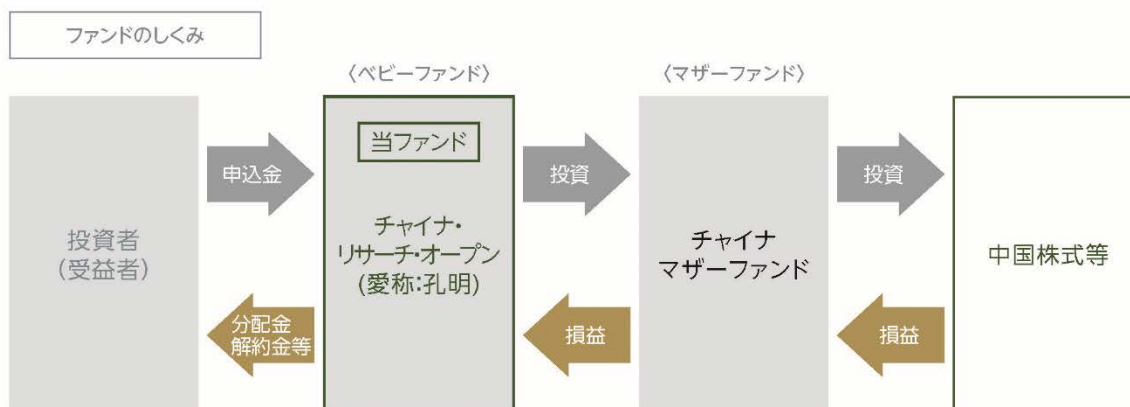 ファンドのしくみ
〈ベビーファンド〉
〈マザーファンド〉
投資者
(受益者)
申込金
分配金
解約金等
当ファンド
チャイナ・
リサーチ・オープン
(愛称:孔明)
投資
損益
チャイナ
マザーファンド
投資
損益
中国株式等